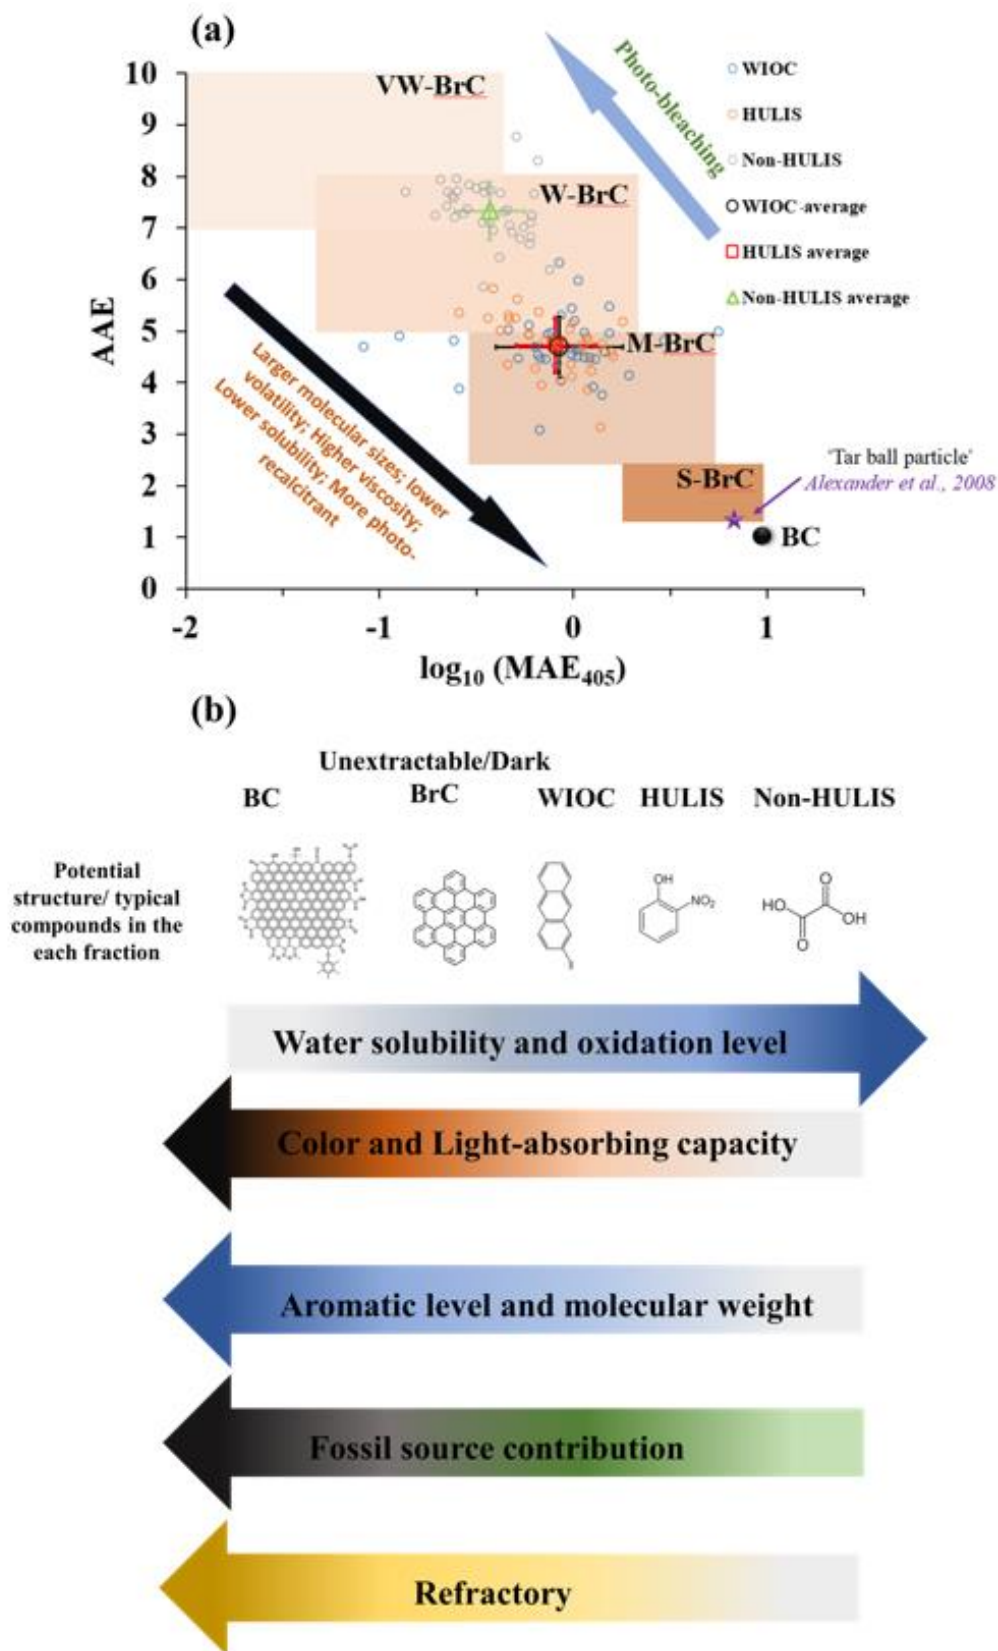 (a)
10
9
8
7
6
5
4
3
2
1
0
AAE
-2
-1
0
1
log10 (MAE405)
VW-BrC
W-BrC
M-BrC
S-BrC
BC
Photo-bleaching
WIOC
HULIS
Non-HULIS
WIOC-average
HULIS average
Non-HULIS average
Larger molecular sizes; lower
volatility; Higher viscosity;
Lower solubility; More photo-
recalcitrant
'Tar ball particle'
Alexander et al., 2008
(b)
Unextractable/Dark
BC
BrC
WIOC
HULIS
Non-HULIS
Potential
structure/ typical
compounds in the
each fraction
OH
NO2
O
HO
OH
O
Water solubility and oxidation level
Color and Light-absorbing capacity
Aromatic level and molecular weight
Fossil source contribution
Refractory